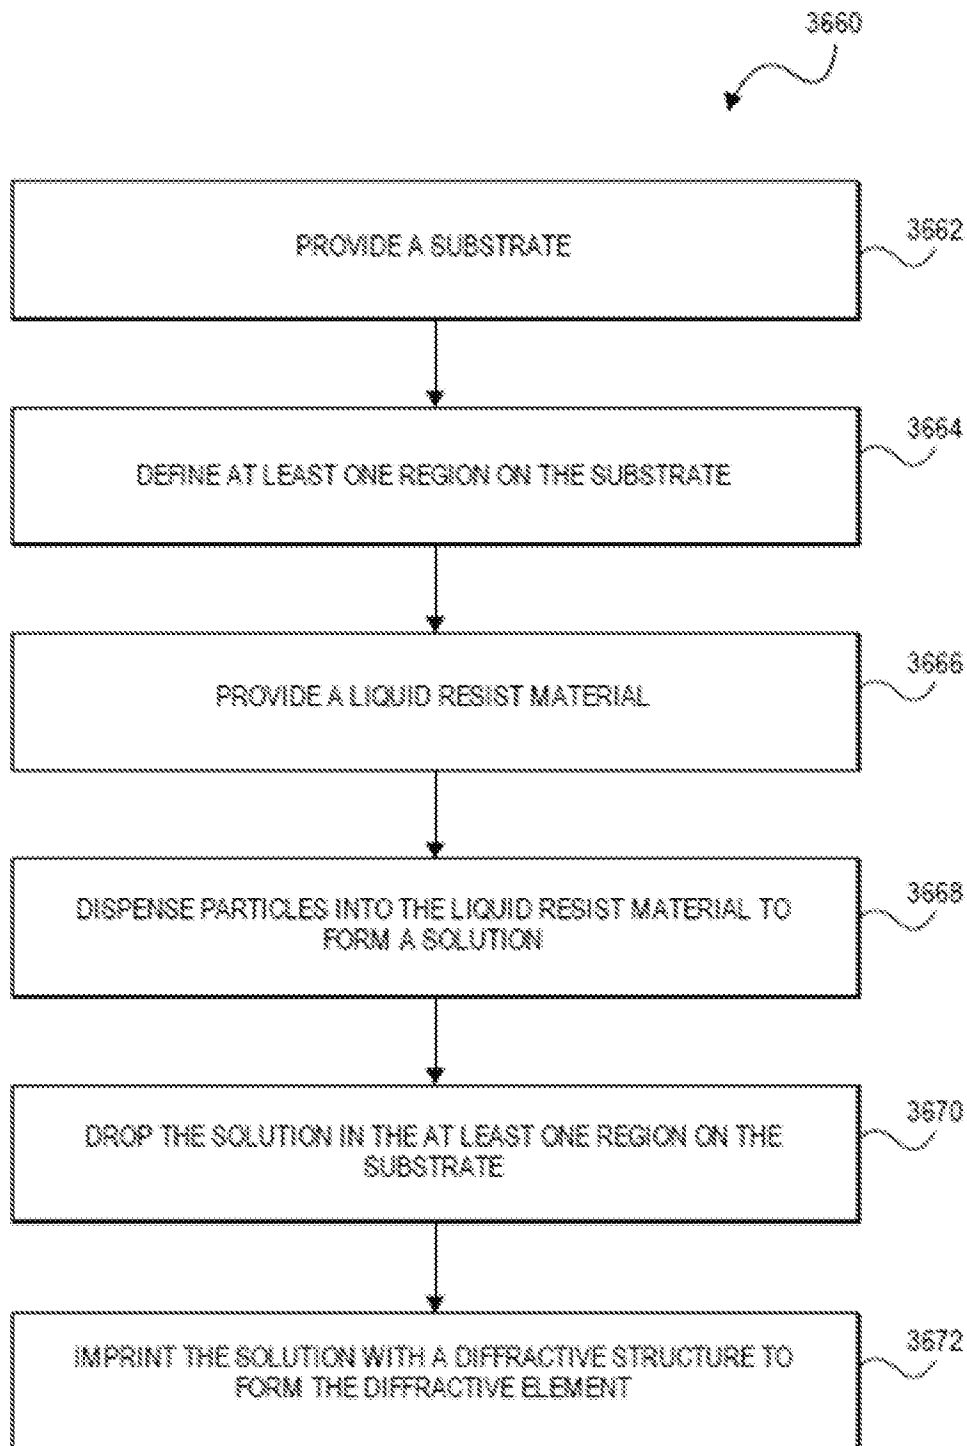 3660
PROVIDE A SUBSTRATE
3662
DEFINE AT LEAST ONE REGION ON THE SUBSTRATE
3664
PROVIDE A LIQUID RESIST MATERIAL
3666
DISPENSE PARTICLES INTO THE LIQUID RESIST MATERIAL TO
FORM A SOLUTION
3668
DROP THE SOLUTION IN THE AT LEAST ONE REGION ON THE
SUBSTRATE
3670
IMPRINT THE SOLUTION WITH A DIFFRACTIVE STRUCTURE TO
FORM THE DIFFRACTIVE ELEMENT
3672